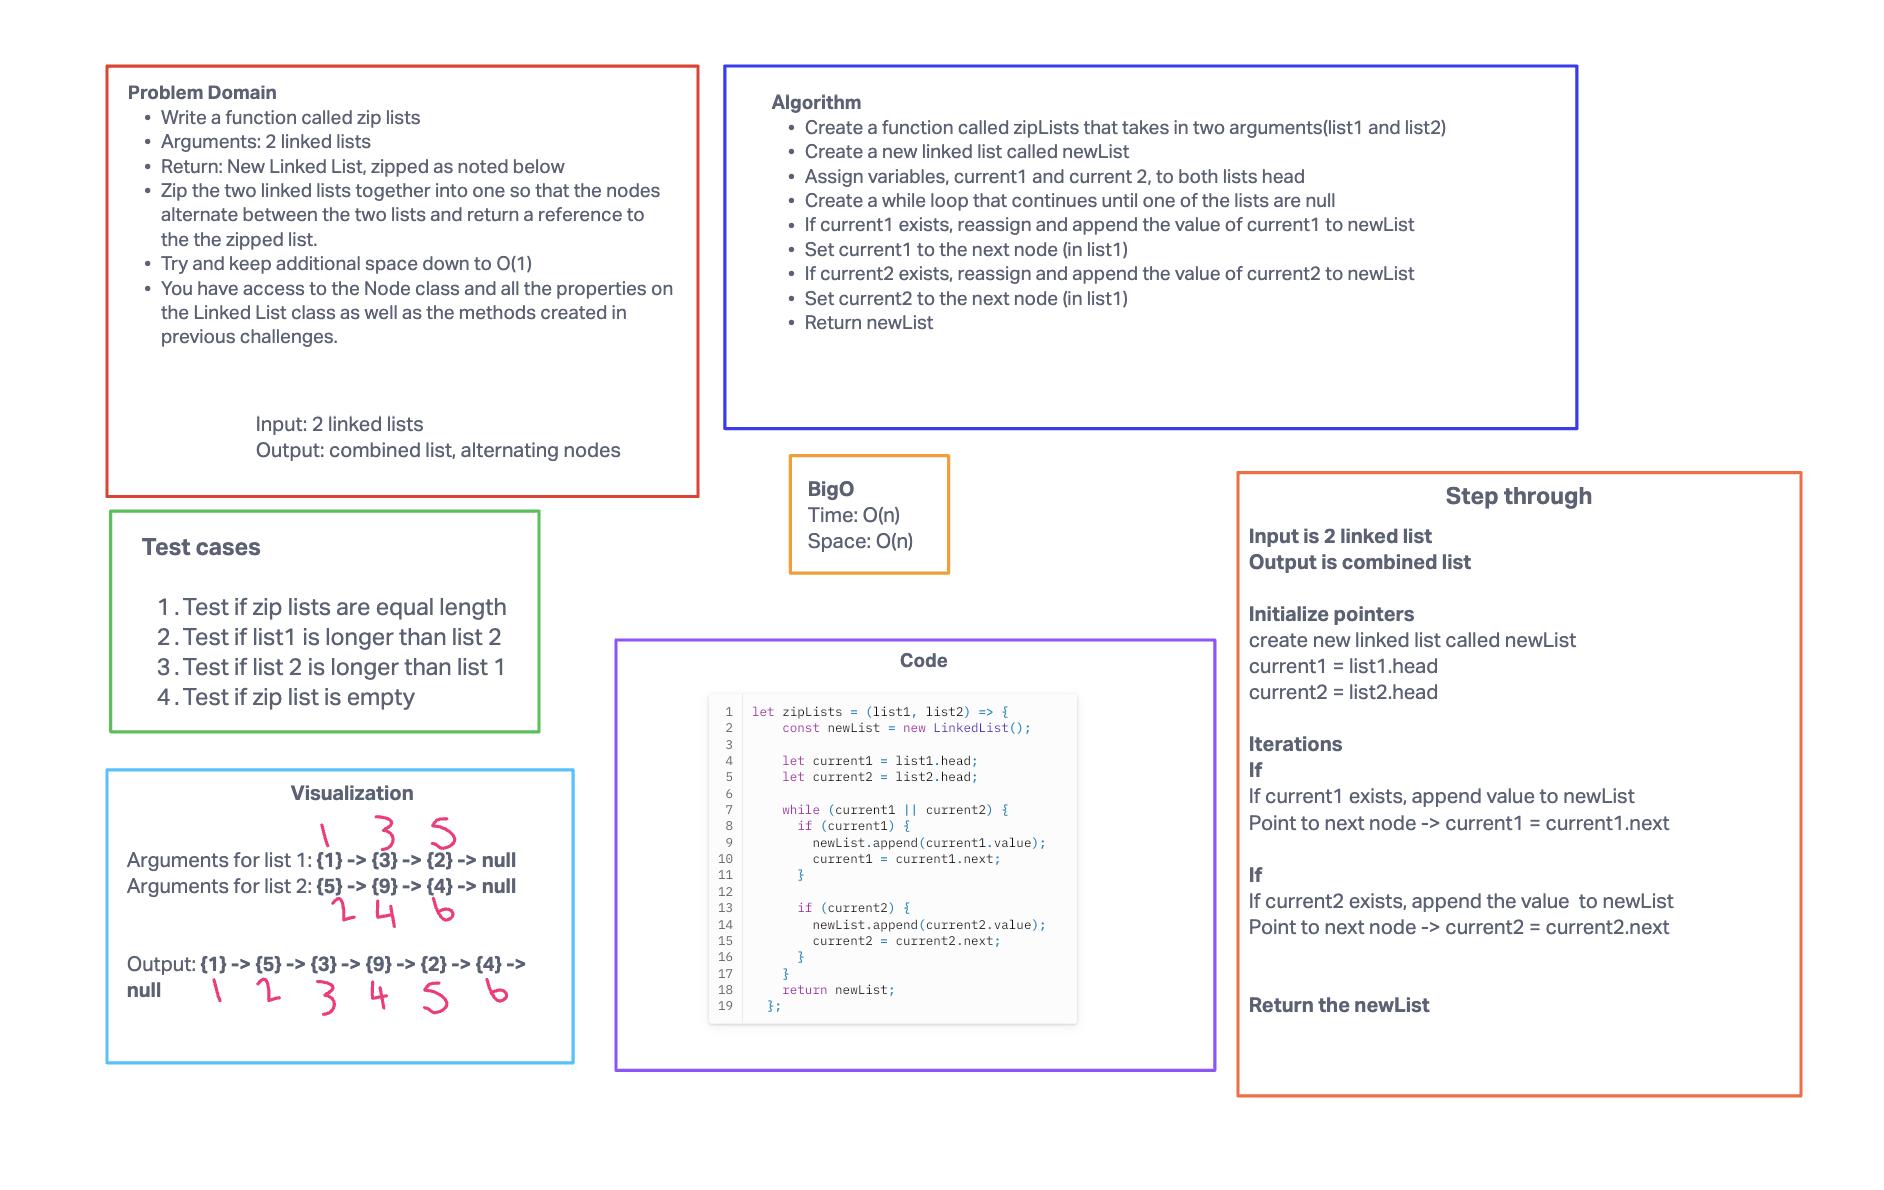 Problem Domain
• Write a function called zip lists
• Arguments: 2 linked lists
• Return: New Linked List, zipped as noted below
• Zip the two linked lists together into one so that the nodes
alternate between the two lists and return a reference to
the the zipped list.
• Try and keep additional space down to O(1)
• You have access to the Node class and all the properties on
the Linked List class as well as the methods created in
previous challenges.
Input: 2 linked lists
Output: combined list, alternating nodes
Algorithm
• Create a function called zipLists that takes in two arguments(list1 and list2)
• Create a new linked list called newList
• Assign variables, current1 and current 2, to both lists head
• Create a while loop that continues until one of the lists are null
• If current1 exists, reassign and append the value of current1 to newList
• Set current1 to the next node (in list1)
• If current2 exists, reassign and append the value of current2 to newList
• Set current2 to the next node (in list1)
• Return newList
BigO
Time: O(n)
Space: O(n)
Test cases
1. Test if zip lists are equal length
2. Test if list1 is longer than list 2
3. Test if list 2 is longer than list 1
4. Test if zip list is empty
Visualization
1 3 5
Arguments for list 1: {1} -> {3} -> {2} -> null
Arguments for list 2: {5} -> {9} -> {4} -> null
2 4 6
Output: {1} -> {5} -> {3} -> {9} -> {2} -> {4} ->
null
1 2 3 4 5 6
Code
1 let zipLists = (list1, list2) => {
2 const newList = new LinkedList();
3
4 let current1 = list1.head;
5 let current2 = list2.head;
6
7 while (current1 || current2) {
8 if (current1) {
9 newList.append(current1.value);
10 current1 = current1.next;
11 }
12
13 if (current2) {
14 newList.append(current2.value);
15 current2 = current2.next;
16 }
17 }
18 return newList;
19 };
Step through
Input is 2 linked list
Output is combined list
Initialize pointers
create new linked list called newList
current1 = list1.head
current2 = list2.head
Iterations
If
If current1 exists, append value to newList
Point to next node -> current1 = current1.next
If
If current2 exists, append the value to newList
Point to next node -> current2 = current2.next
Return the newList